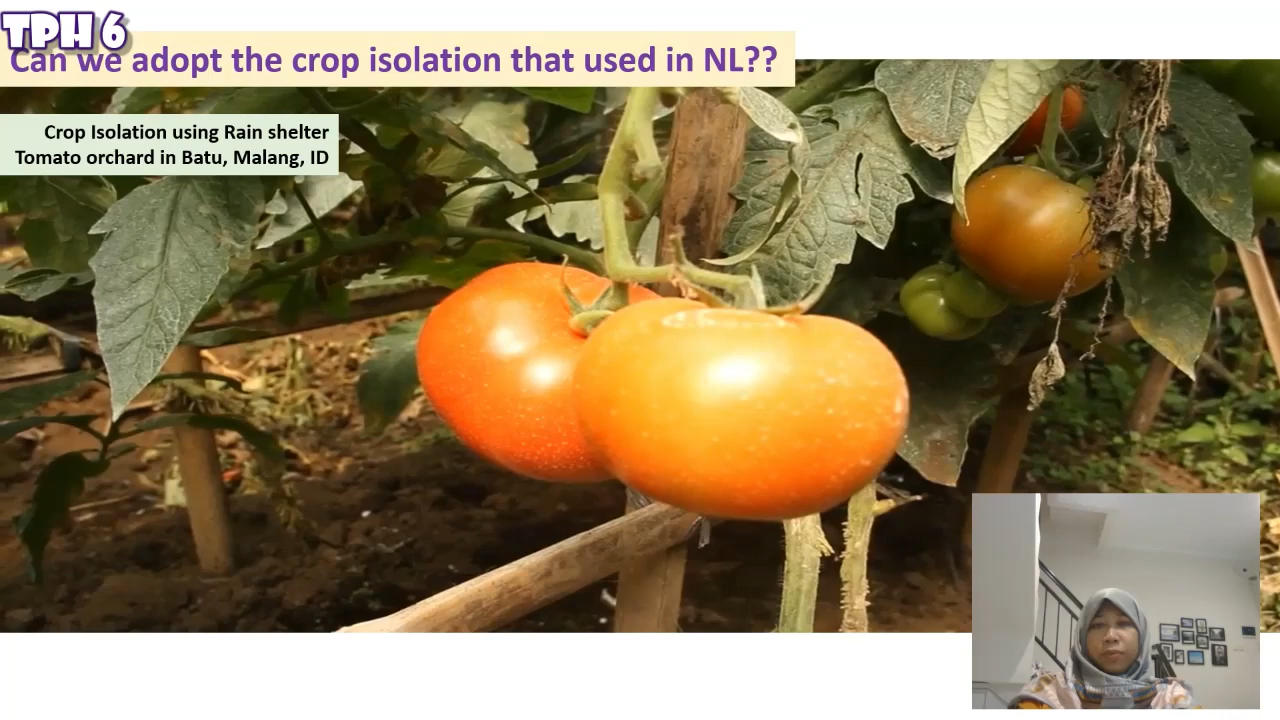 TPH 6
Can we adopt the crop isolation that used in NL??
Crop Isolation using Rain shelter
Tomato orchard in Batu, Malang, ID